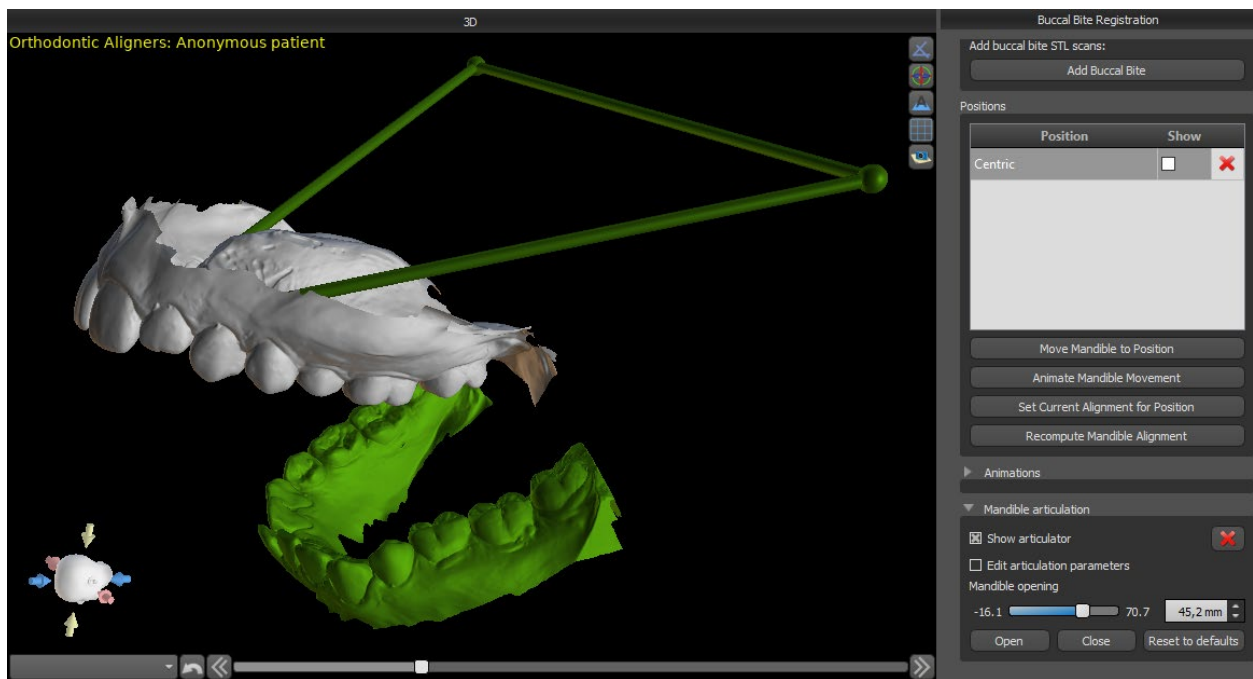 3D
Orthodontic Aligners: Anonymous patient
Buccal Bite Registration
Add buccal bite STL scans:
Add Buccal Bite
Positions
Position Show
Centric
Move Mandible to Position
Animate Mandible Movement
Set Current Alignment for Position
Recompute Mandible Alignment
Animations
Mandible articulation
Show articulator
Edit articulation parameters
Mandible opening
-16.1 70.7 45,2 mm
Open Close Reset to defaults